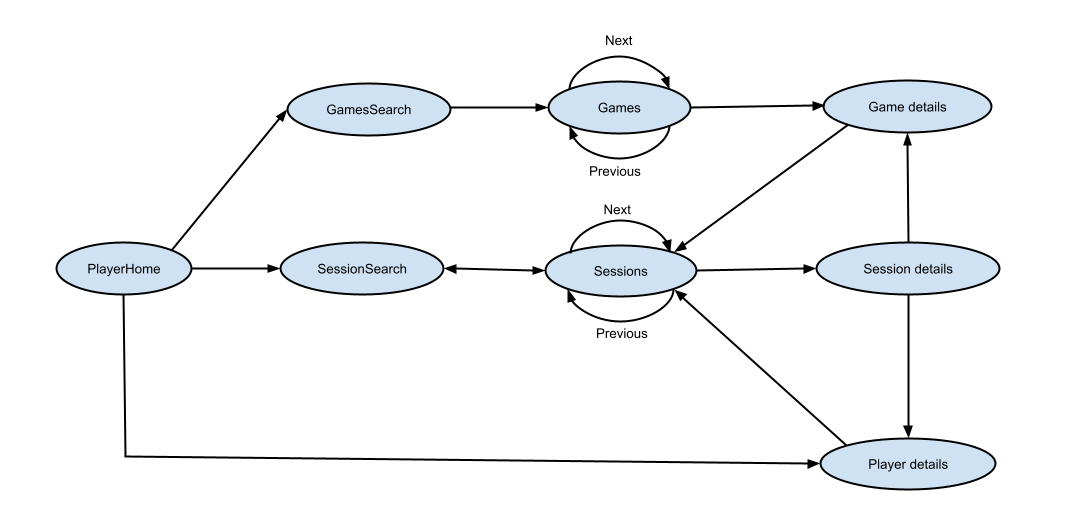 Next
GamesSearch
Games
Game details
Previous
Next
PlayerHome
SessionSearch
Sessions
Session details
Previous
Player details